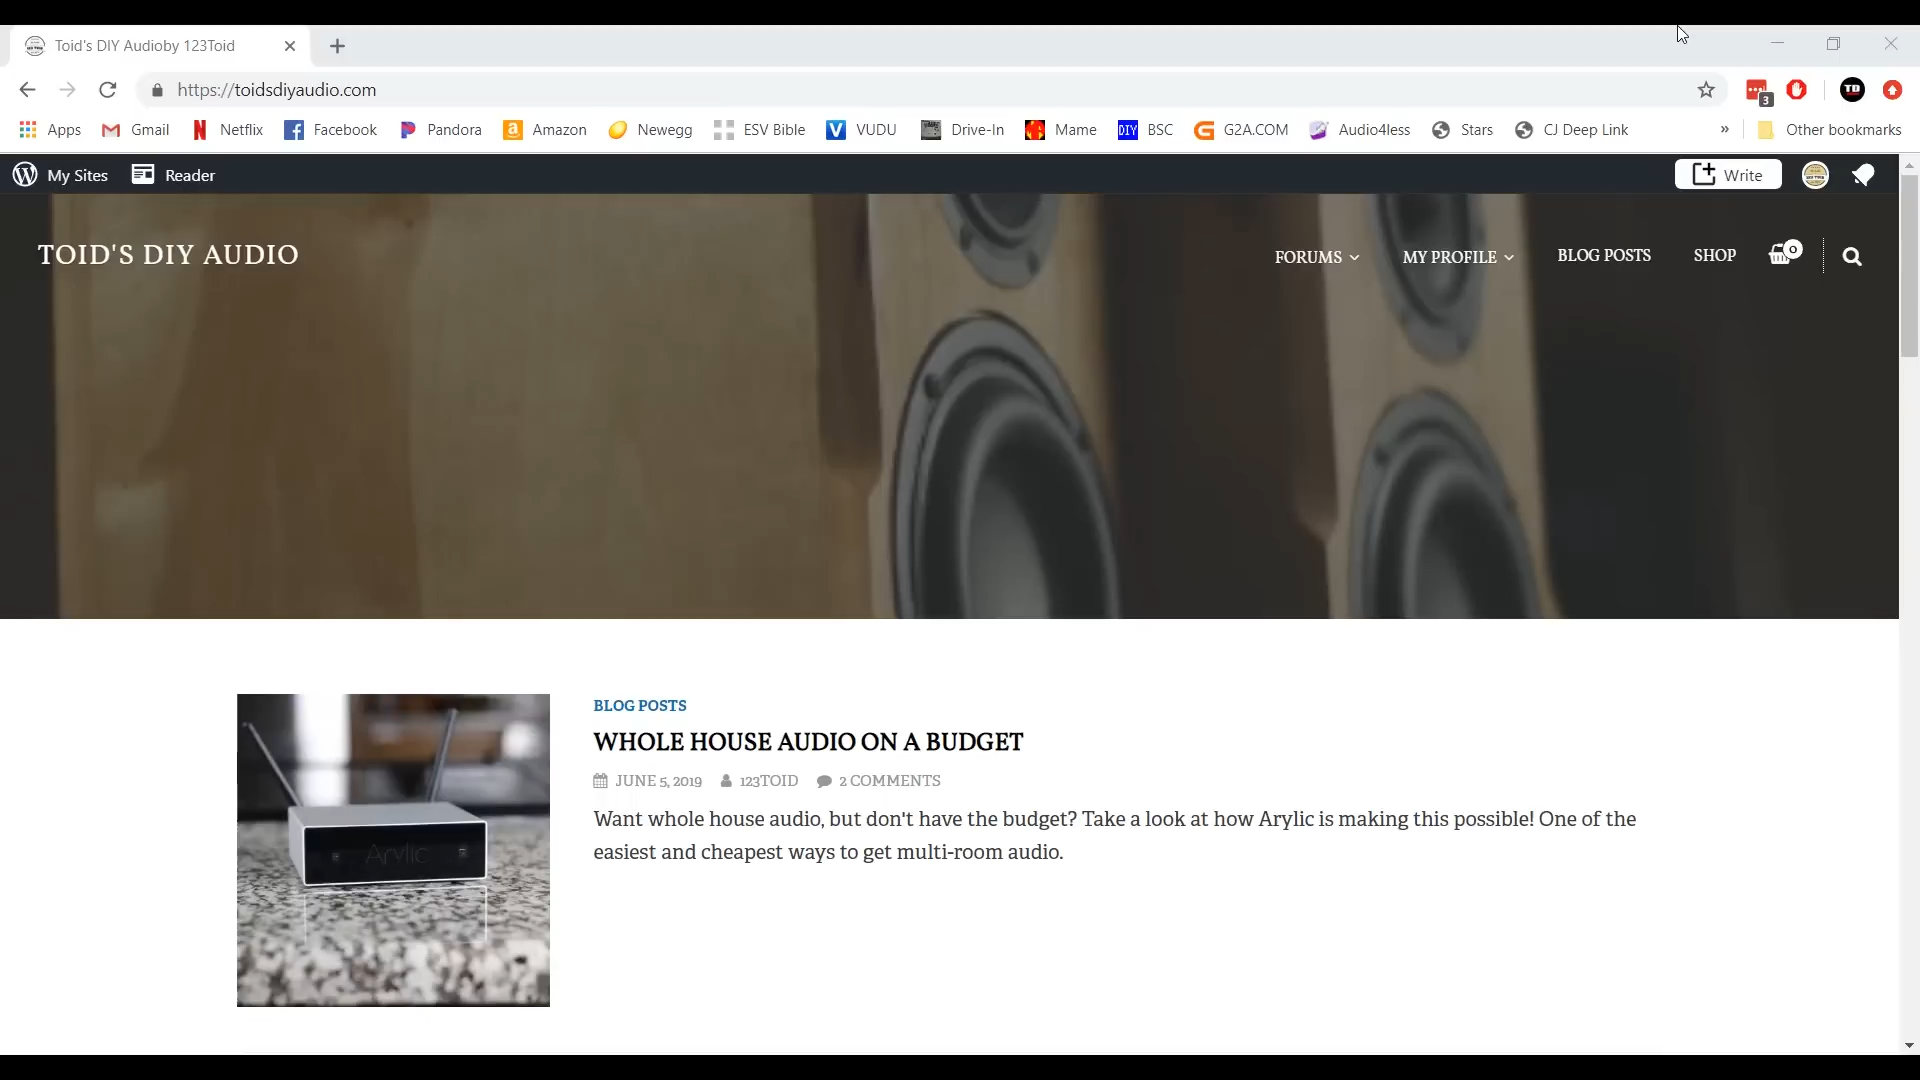 Toid's DIY Audioby 123Toid
https://toidsdiyaudio.com
3
TD
Apps Gmail Netflix Facebook Pandora Amazon Newegg ESV Bible VUDU Drive-In Mame DIY BSC G2A.COM Audio4less Stars CJ Deep Link » Other bookmarks
My Sites Reader Write
TOID'S DIY AUDIO
FORUMS MY PROFILE BLOG POSTS SHOP 0
BLOG POSTS
WHOLE HOUSE AUDIO ON A BUDGET
JUNE 5, 2019 123TOID 2 COMMENTS
Want whole house audio, but don't have the budget? Take a look at how Arylic is making this possible! One of the
easiest and cheapest ways to get multi-room audio.
Arylic